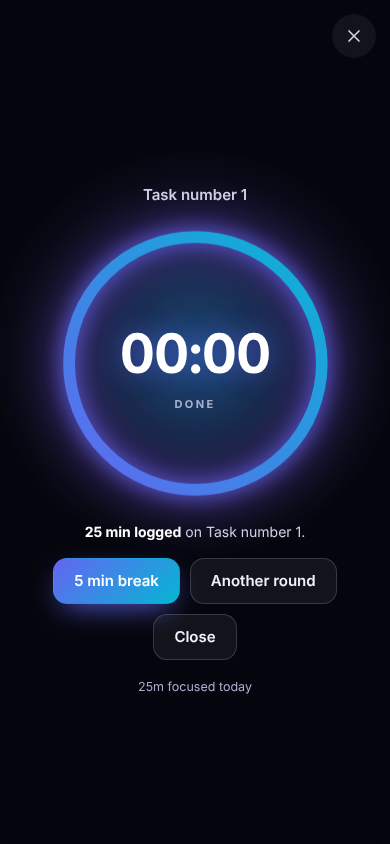 Task number 1
00:00
DONE
25 min logged on Task number 1.
5 min break
Another round
Close
25m focused today